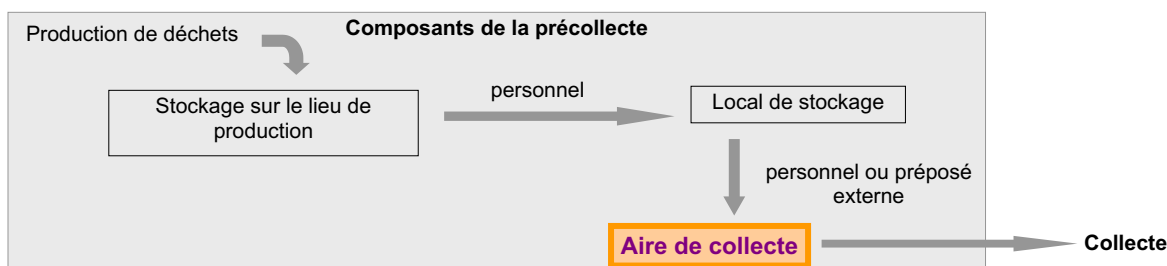 Composants de la précollecte
Production de déchets
Stockage sur le lieu de
production
personnel
Local de stockage
personnel ou préposé
externe
Aire de collecte
Collecte